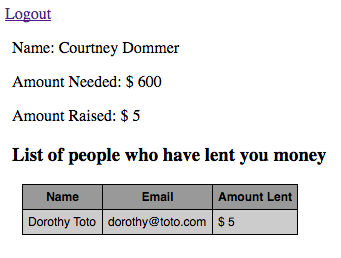 Logout
Name: Courtney Dommer
Amount Needed: $ 600
Amount Raised: $ 5
List of people who have lent you money
Name Email Amount Lent
Dorothy Toto dorothy@toto.com $ 5